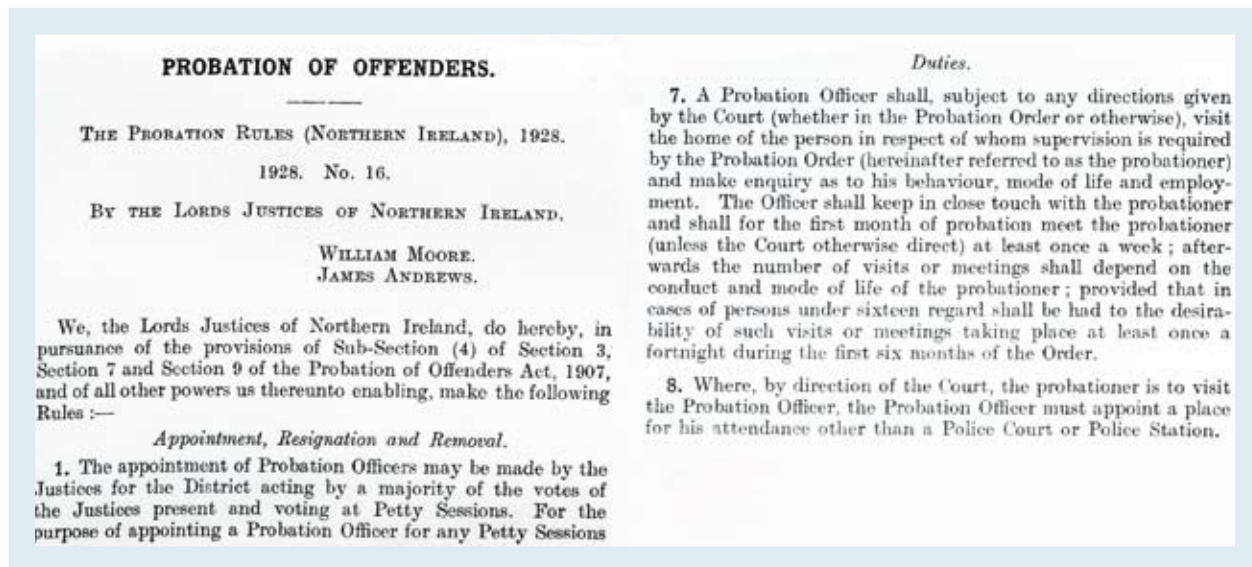 PROBATION OF OFFENDERS.
THE PROBATION RULES (NORTHERN IRELAND), 1928.
1928. No. 16.
BY THE LORDS JUSTICES OF NORTHERN IRELAND.
WILLIAM MOORE.
JAMES ANDREWS.
We, the Lords Justices of Northern Ireland, do hereby, in
pursuance of the provisions of Sub-Section (4) of Section 3,
Section 7 and Section 9 of the Probation of Offenders Act, 1907,
and of all other powers us thereunto enabling, make the following
Rules :—
Appointment, Resignation and Removal.
1. The appointment of Probation Officers may be made by the
Justices for the District acting by a majority of the votes of
the Justices present and voting at Petty Sessions. For the
purpose of appointing a Probation Officer for any Petty Sessions
Duties.
7. A Probation Officer shall, subject to any directions given
by the Court (whether in the Probation Order or otherwise), visit
the home of the person in respect of whom supervision is required
by the Probation Order (hereinafter referred to as the probationer)
and make enquiry as to his behaviour, mode of life and employ-
ment. The Officer shall keep in close touch with the probationer
and shall for the first month of probation meet the probationer
(unless the Court otherwise direct) at least once a week ; after-
wards the number of visits or meetings shall depend on the
conduct and mode of life of the probationer ; provided that in
cases of persons under sixteen regard shall be had to the desira-
bility of such visits or meetings taking place at least once a
fortnight during the first six months of the Order.
8. Where, by direction of the Court, the probationer is to visit
the Probation Officer, the Probation Officer must appoint a place
for his attendance other than a Police Court or Police Station.